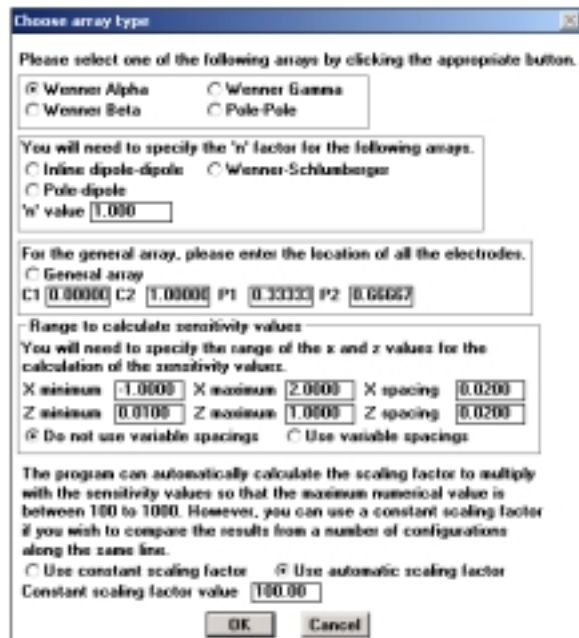 Choose array type
Please select one of the following arrays by clicking the appropriate button.
Wenner Alpha Wenner Gamma
Wenner Beta Pole-Pole
You will need to specify the 'n' factor for the following arrays.
Inline dipole-dipole Wenner-Schlumberger
Pole-dipole
'n' value 1.000
For the general array, please enter the location of all the electrodes.
General array
C1 0.00000 C2 1.00000 P1 0.33333 P2 0.66667
Range to calculate sensitivity values
You will need to specify the range of the x and z values for the
calculation of the sensitivity values.
X minimum -1.0000 X maximum 2.0000 X spacing 0.0200
Z minimum 0.0100 Z maximum 1.0000 Z spacing 0.0200
Do not use variable spacings Use variable spacings
The program can automatically calculate the scaling factor to multiply
with the sensitivity values so that the maximum numerical value is
between 100 to 1000. However, you can use a constant scaling factor
if you wish to compare the results from a number of configurations
along the same line.
Use constant scaling factor Use automatic scaling factor
Constant scaling factor value 100.00
OK Cancel